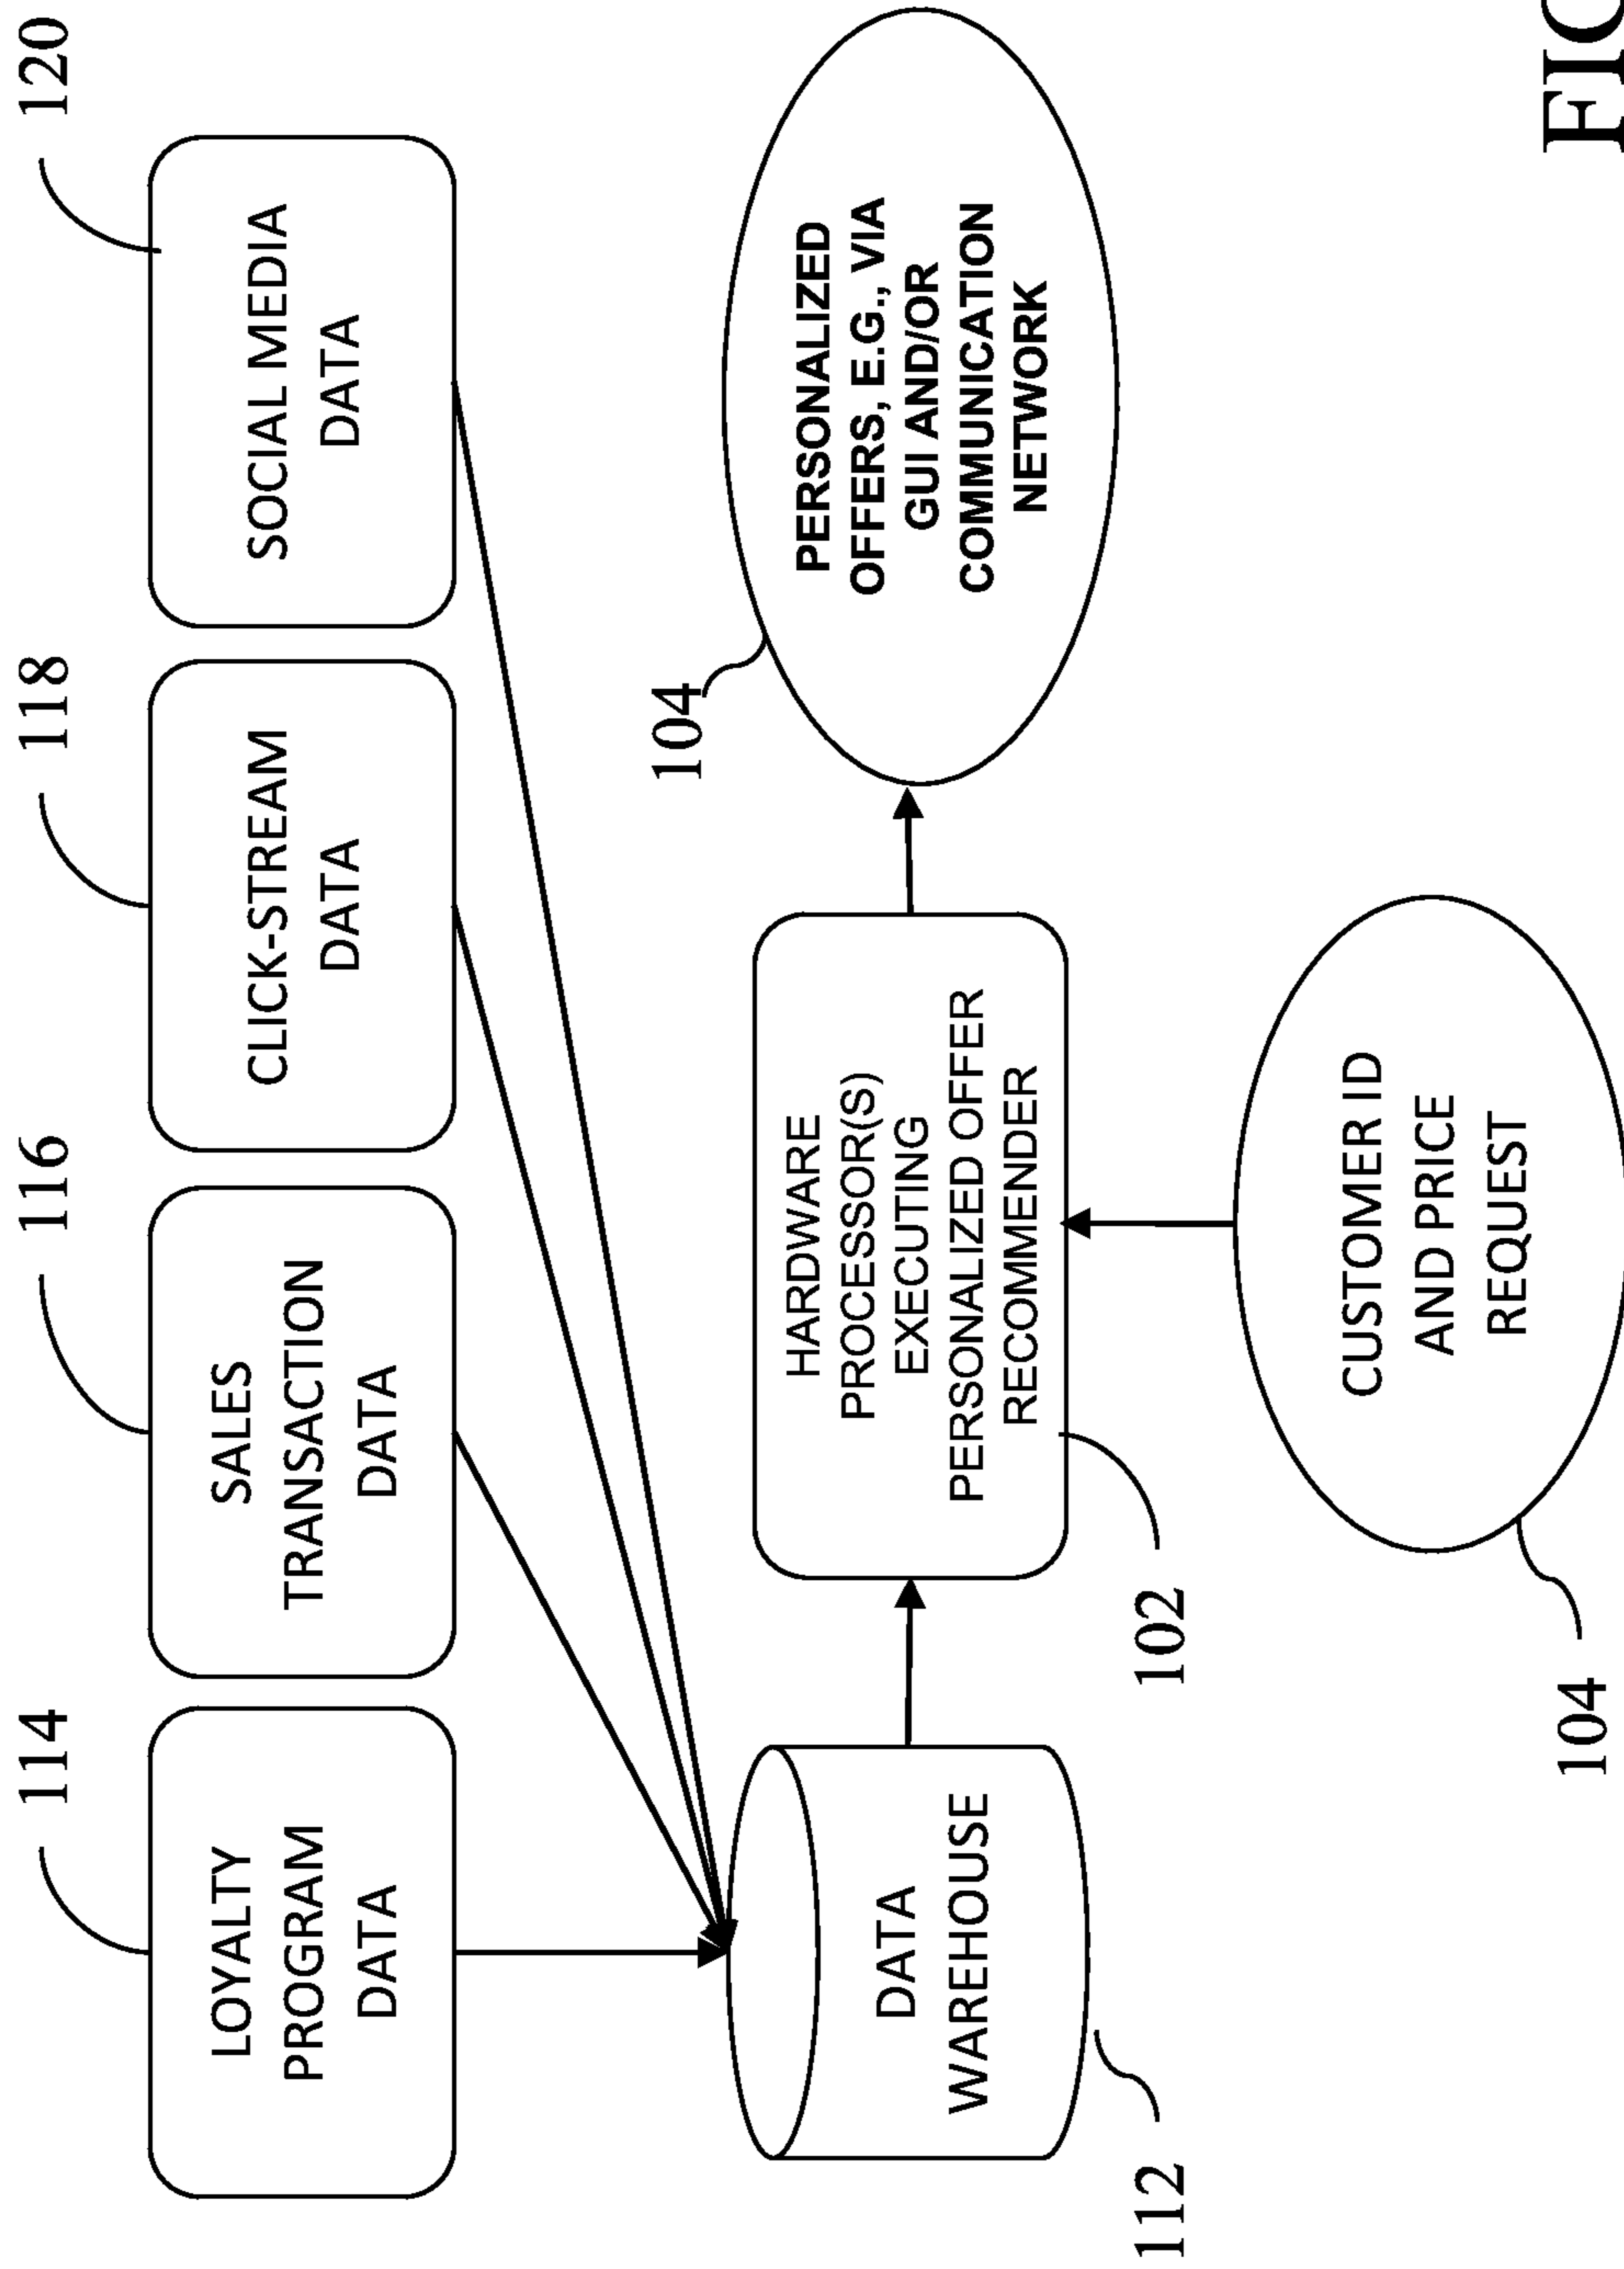 114
116
118
120
LOYALTY
PROGRAM
DATA
SALES
TRANSACTION
DATA
CLICK-STREAM
DATA
SOCIAL MEDIA
DATA
104
DATA
WAREHOUSE
HARDWARE
PROCESSOR(S)
EXECUTING
PERSONALIZED OFFER
RECOMMENDER
PERSONALIZED
OFFERS, E.G., VIA
GUI AND/OR
COMMUNICATION
NETWORK
112
102
CUSTOMER ID
AND PRICE
REQUEST
104